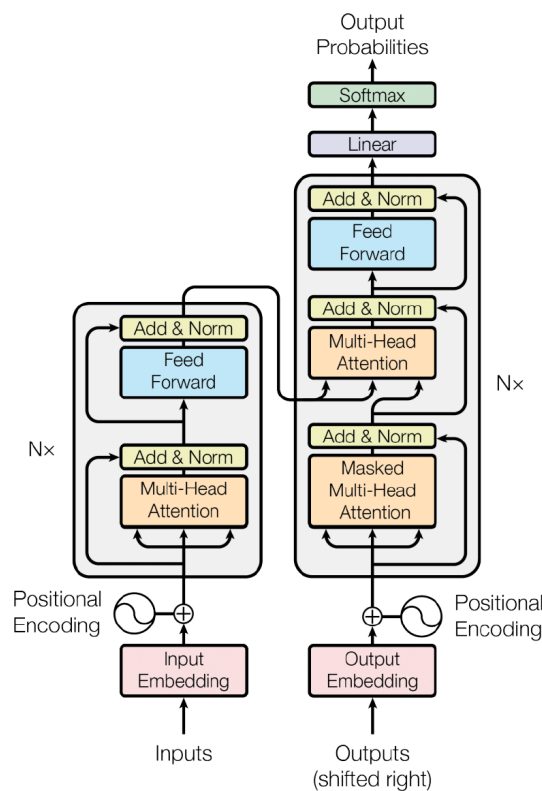 Output
Probabilities
Softmax
Linear
Add & Norm
Feed
Forward
Add & Norm
Multi-Head
Attention
Add & Norm
Masked
Multi-Head
Attention
Nx
Add & Norm
Feed
Forward
Add & Norm
Multi-Head
Attention
N×
Positional
Encoding
Positional
Encoding
Input
Embedding
Output
Embedding
Inputs
Outputs
(shifted right)